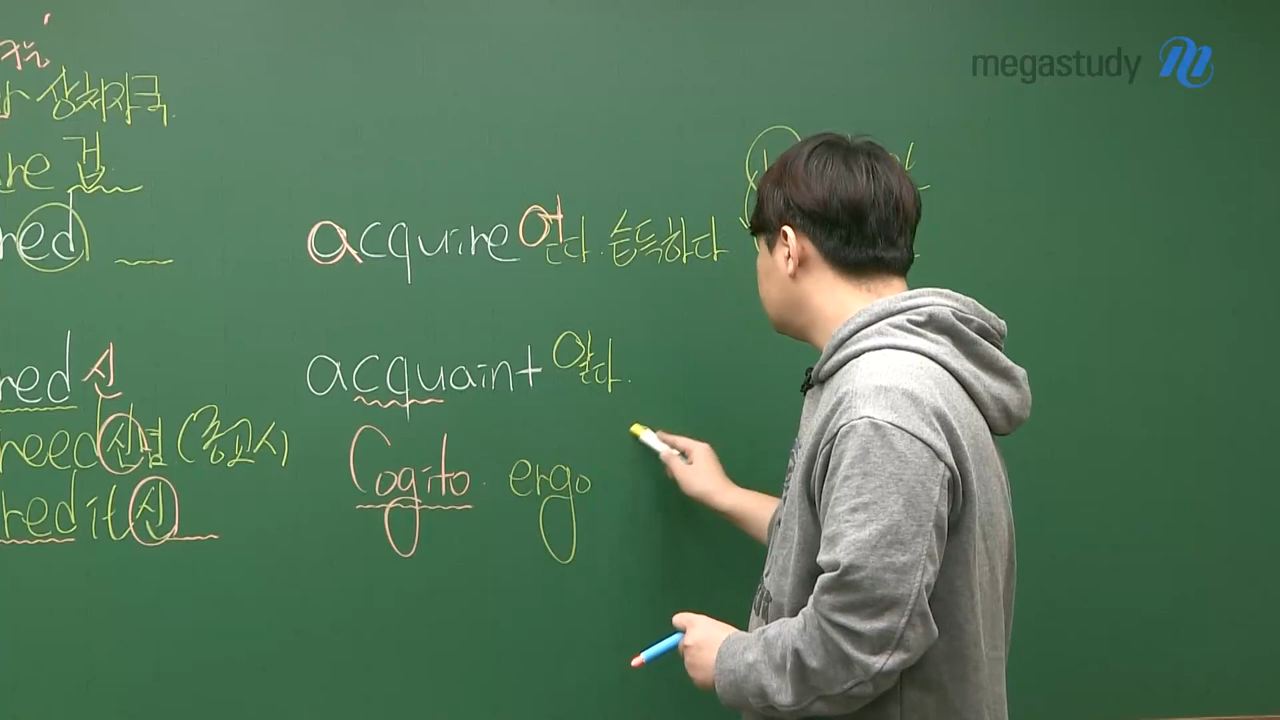 megastudy
상처자국
re 겁
red
acquire 얻다. 습득하다
acquaint 알다.
red 신
reed 신념 (종교시
redit 신
Cogito ergo